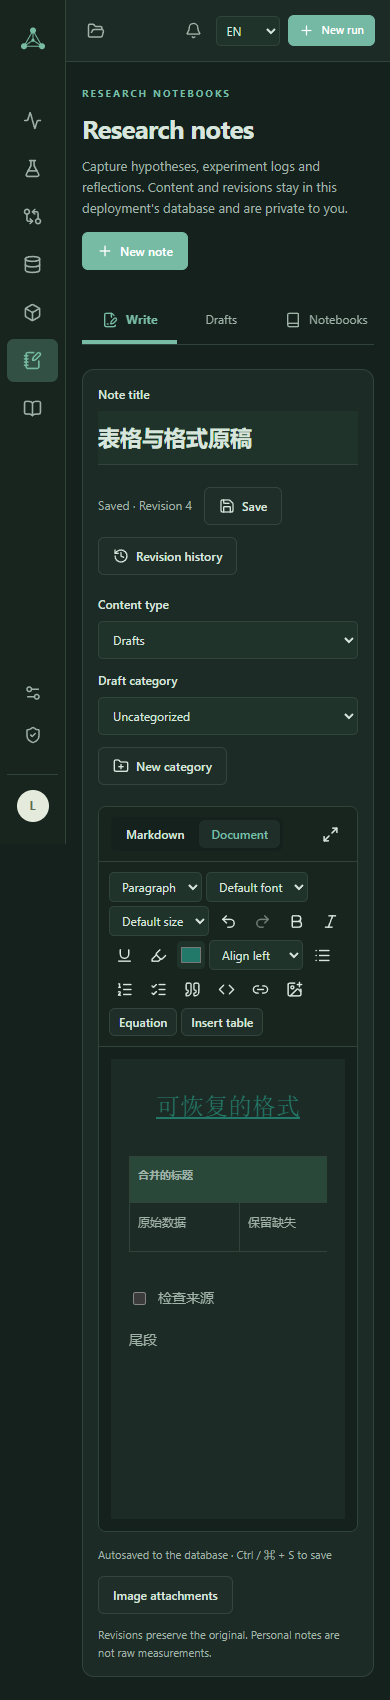 EN
New run
RESEARCH NOTEBOOKS
Research notes
Capture hypotheses, experiment logs and
reflections. Content and revisions stay in this
deployment's database and are private to you.
New note
Write
Drafts
Notebooks
Note title
表格与格式原稿
Saved · Revision 4
Save
Revision history
Content type
Drafts
Draft category
Uncategorized
New category
Markdown
Document
Paragraph
Default font
Default size
Align left
Equation
Insert table
可恢复的格式
合并的标题
原始数据
保留缺失
检查来源
尾段
L
Autosaved to the database · Ctrl / ⌘ + S to save
Image attachments
Revisions preserve the original. Personal notes are
not raw measurements.